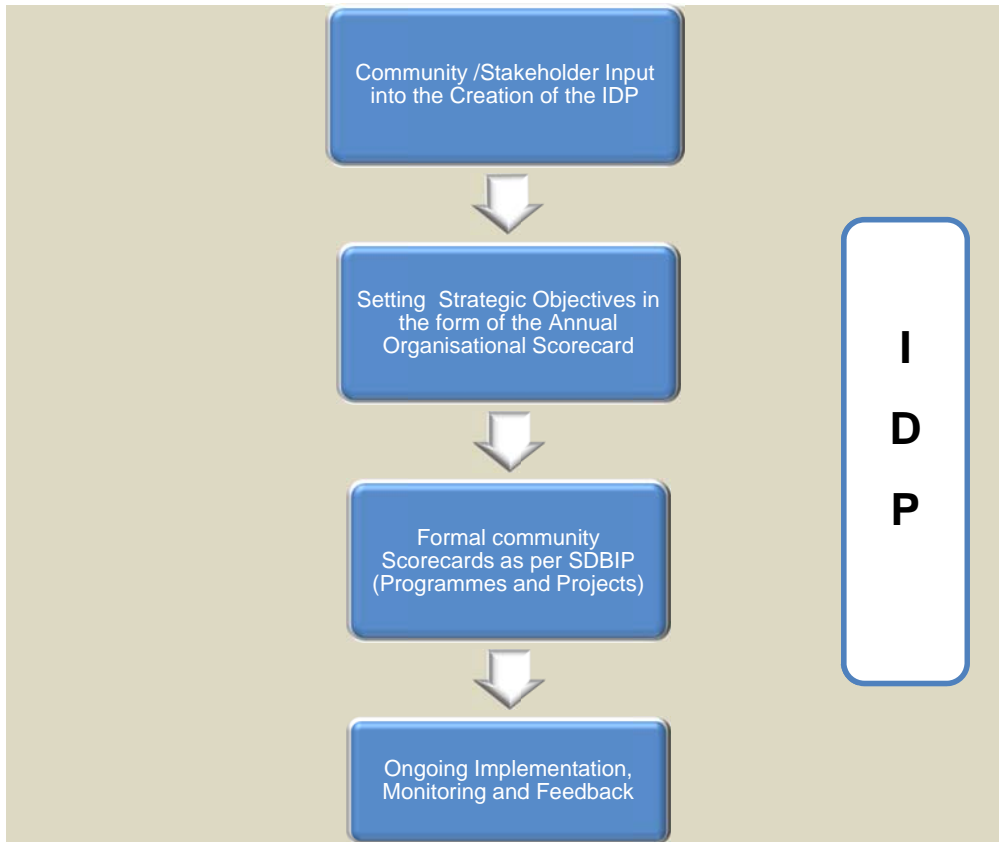 Community /Stakeholder Input
into the Creation of the IDP
Setting  Strategic Objectives in
the form of the Annual
Organisational Scorecard
Formal community
Scorecards as per SDBIP
(Programmes and Projects)
Ongoing Implementation,
Monitoring and Feedback
I
D
P